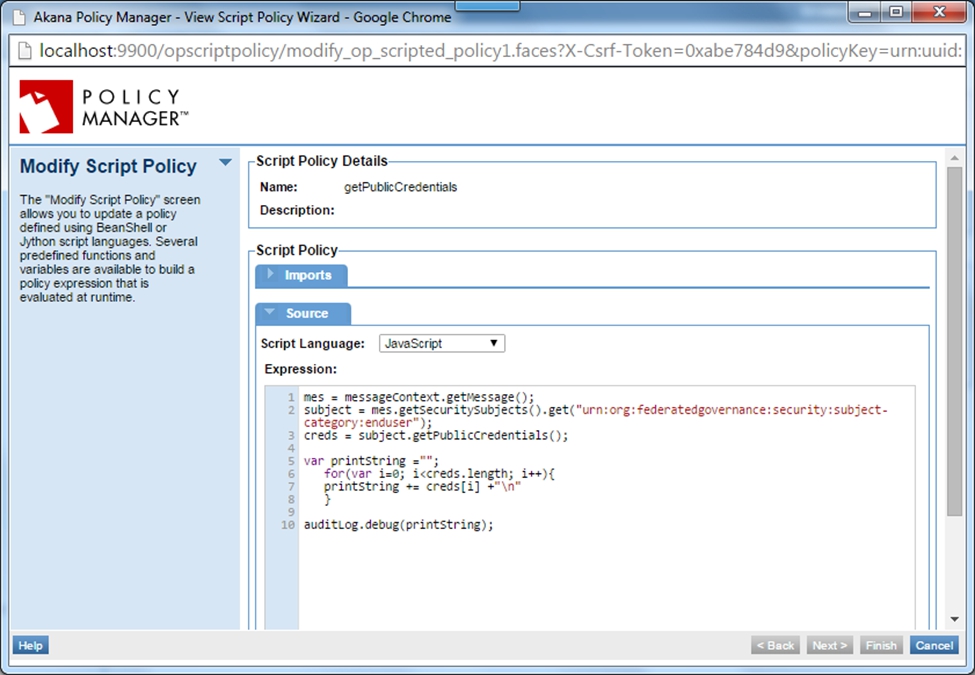 Akana Policy Manager - View Script Policy Wizard - Google Chrome
localhost:9900/opscriptpolicy/modify_op_scripted_policy1.faces?X-Csrf-Token=0xabe784d9&policyKey=urn:uuid:
POLICY
MANAGER™
Modify Script Policy
The "Modify Script Policy" screen
allows you to update a policy
defined using BeanShell or
Jython script languages. Several
predefined functions and
variables are available to build a
policy expression that is
evaluated at runtime.
Script Policy Details
Name: getPublicCredentials
Description:
Script Policy
Imports
Source
Script Language: JavaScript
Expression:
1 mes = messageContext.getMessage();
2 subject = mes.getSecuritySubjects().get("urn:org:federatedgovernance:security:subject-
category:enduser");
3 creds = subject.getPublicCredentials();
4
5 var printString ="";
6 for(var i=0; i<creds.length; i++){
7 printString += creds[i] +"\n"
8 }
9
10 auditLog.debug(printString);
Help
< Back Next > Finish Cancel